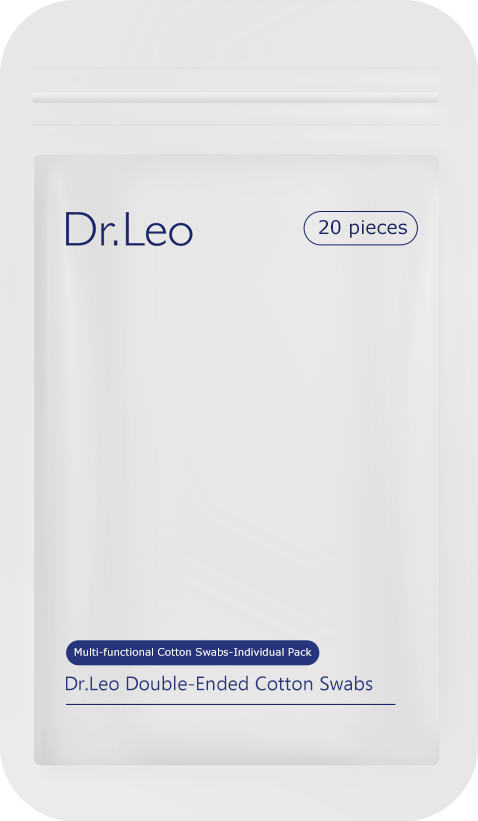 Dr.Leo
20 pieces
Multi-functional Cotton Swabs-Individual Pack
Dr.Leo Double-Ended Cotton Swabs